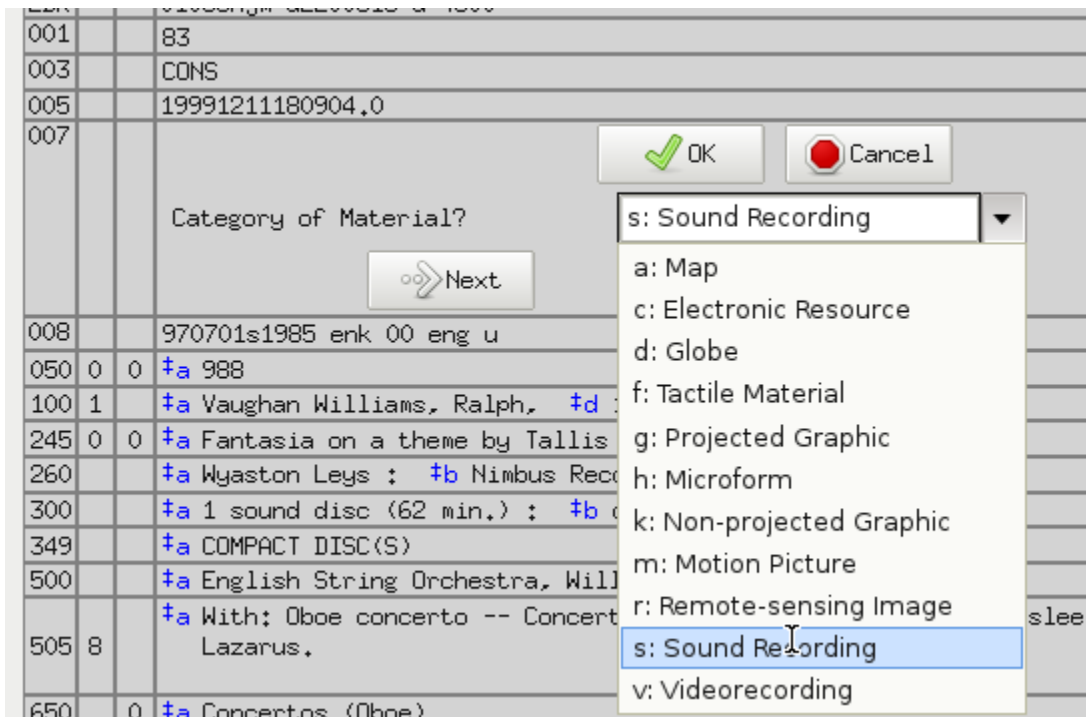 001 83
003 CONS
005 19991211180904.0
007
OK Cancel
Category of Material? s: Sound Recording
a: Map
Next
c: Electronic Resource
d: Globe
f: Tactile Material
g: Projected Graphic
h: Microform
k: Non-projected Graphic
m: Motion Picture
r: Remote-sensing Image
s: Sound Recording
v: Videorecording
008 970701s1985 enk 00 eng u
050 0 0 ‡a 988
100 1 ‡a Vaughan Williams, Ralph, ‡d
245 0 0 ‡a Fantasia on a theme by Tallis
260 ‡a Wyaston Leys : ‡b Nimbus Reco
300 ‡a 1 sound disc (62 min.) : ‡b
349 ‡a COMPACT DISC(S)
500 ‡a English String Orchestra, Will
505 8 ‡a With: Oboe concerto -- Concert slee
Lazarus.
650 0 ‡a Concertos (Oboe)